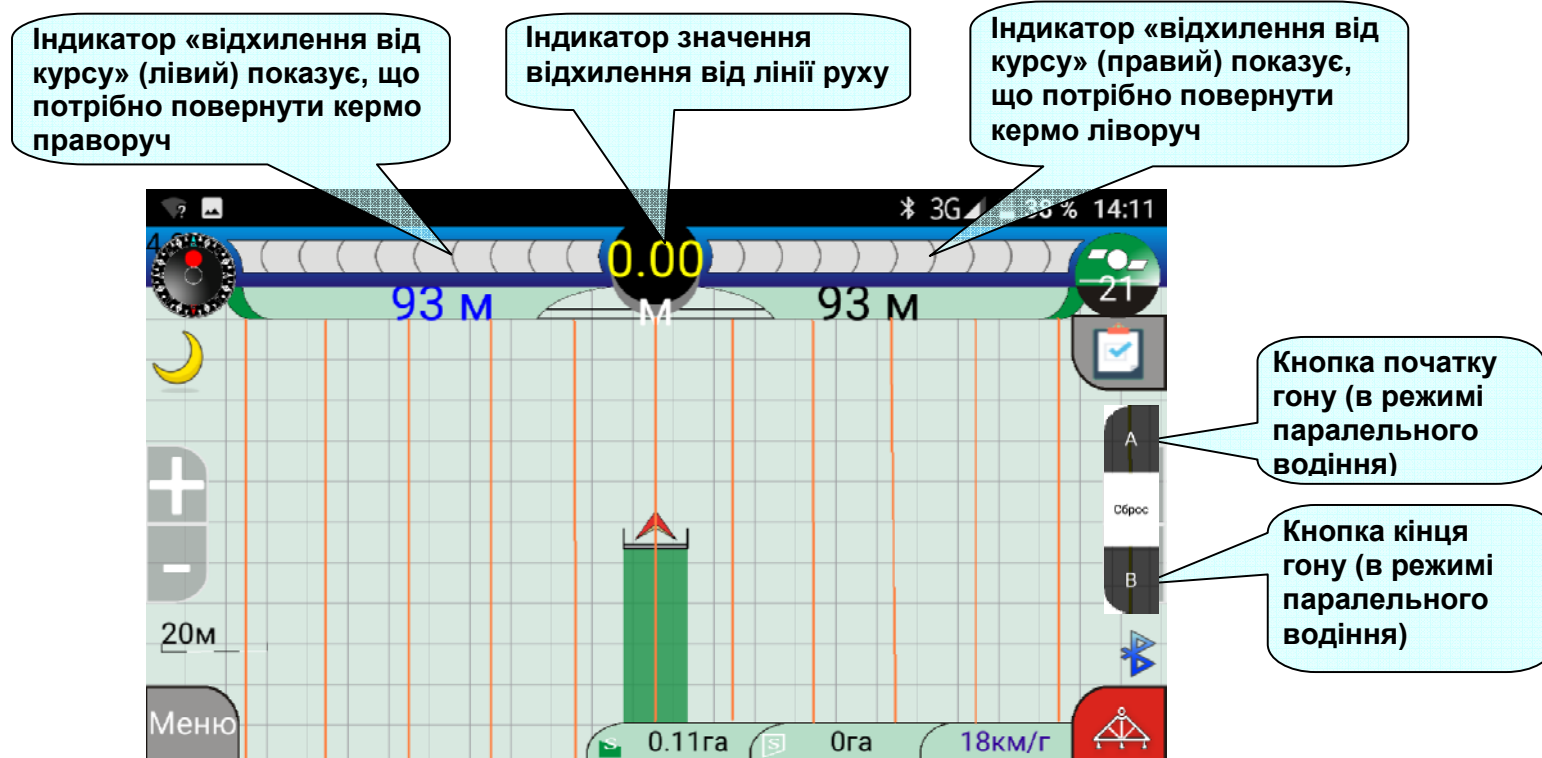 Індикатор «відхилення від
курсу» (лівий) показує, що
потрібно повернути кермо
праворуч
Індикатор значення
відхилення від лінії руху
Індикатор «відхилення від
курсу» (правий) показує,
що потрібно повернути
кермо ліворуч
3G 38 % 14:11
0.00
м
93 м
93 м
21
Кнопка початку
гону (в режимі
паралельного
водіння)
A
Сброс
B
Кнопка кінця
гону (в режимі
паралельного
водіння)
+
-
20м
Меню
S 0.11га
S 0га
18км/г